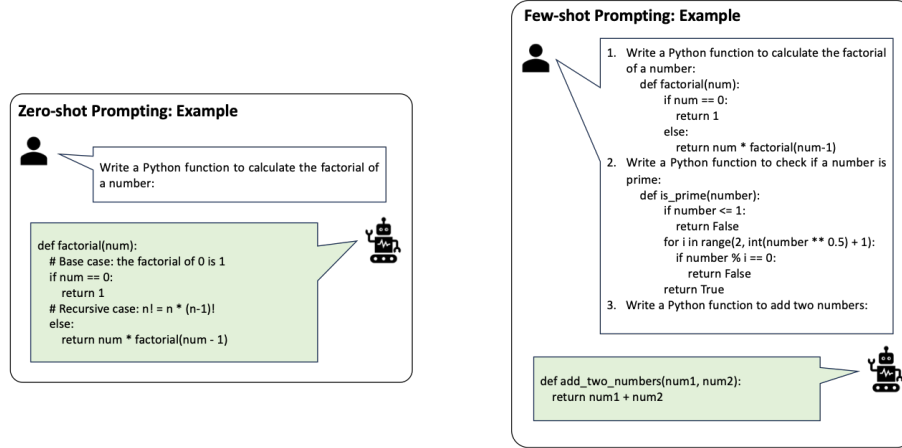 Zero-shot Prompting: Example
Write a Python function to calculate the factorial of
a number:
def factorial(num):
# Base case: the factorial of 0 is 1
if num == 0:
return 1
# Recursive case: n! = n * (n-1)!
else:
return num * factorial(num - 1)
Few-shot Prompting: Example
1. Write a Python function to calculate the factorial
of a number:
def factorial(num):
if num == 0:
return 1
else:
return num * factorial(num-1)
2. Write a Python function to check if a number is
prime:
def is_prime(number):
if number <= 1:
return False
for i in range(2, int(number ** 0.5) + 1):
if number % i == 0:
return False
return True
3. Write a Python function to add two numbers:
def add_two_numbers(num1, num2):
return num1 + num2